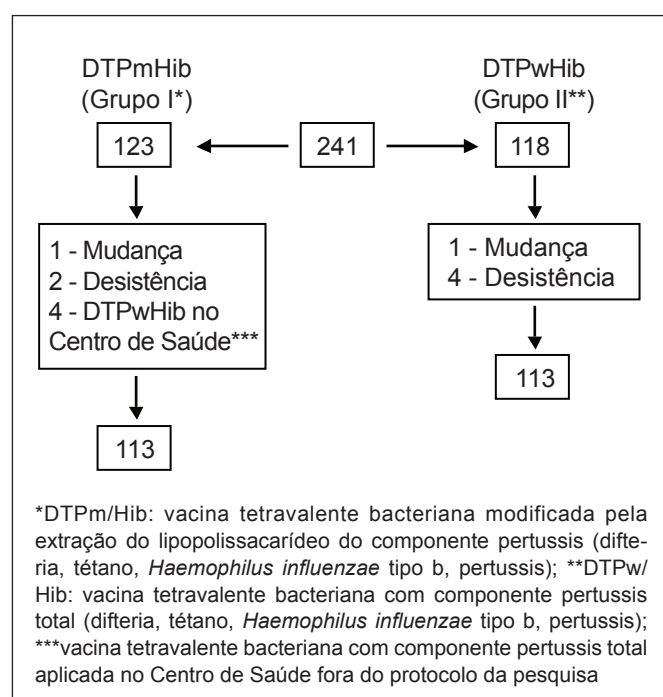 DTPmHib
(Grupo I*)
DTPwHib
(Grupo II**)
123
241
118
1 - Mudança
2 - Desistência
4 - DTPwHib no
Centro de Saúde***
1 - Mudança
4 - Desistência
113
113
*DTPm/Hib: vacina tetravalente bacteriana modificada pela
extração do lipopolissacarídeo do componente pertussis (difte-
ria, tétano, Haemophilus influenzae tipo b, pertussis); **DTPw/
Hib: vacina tetravalente bacteriana com componente pertussis
total (difteria, tétano, Haemophilus influenzae tipo b, pertussis);
***vacina tetravalente bacteriana com componente pertussis total
aplicada no Centro de Saúde fora do protocolo da pesquisa